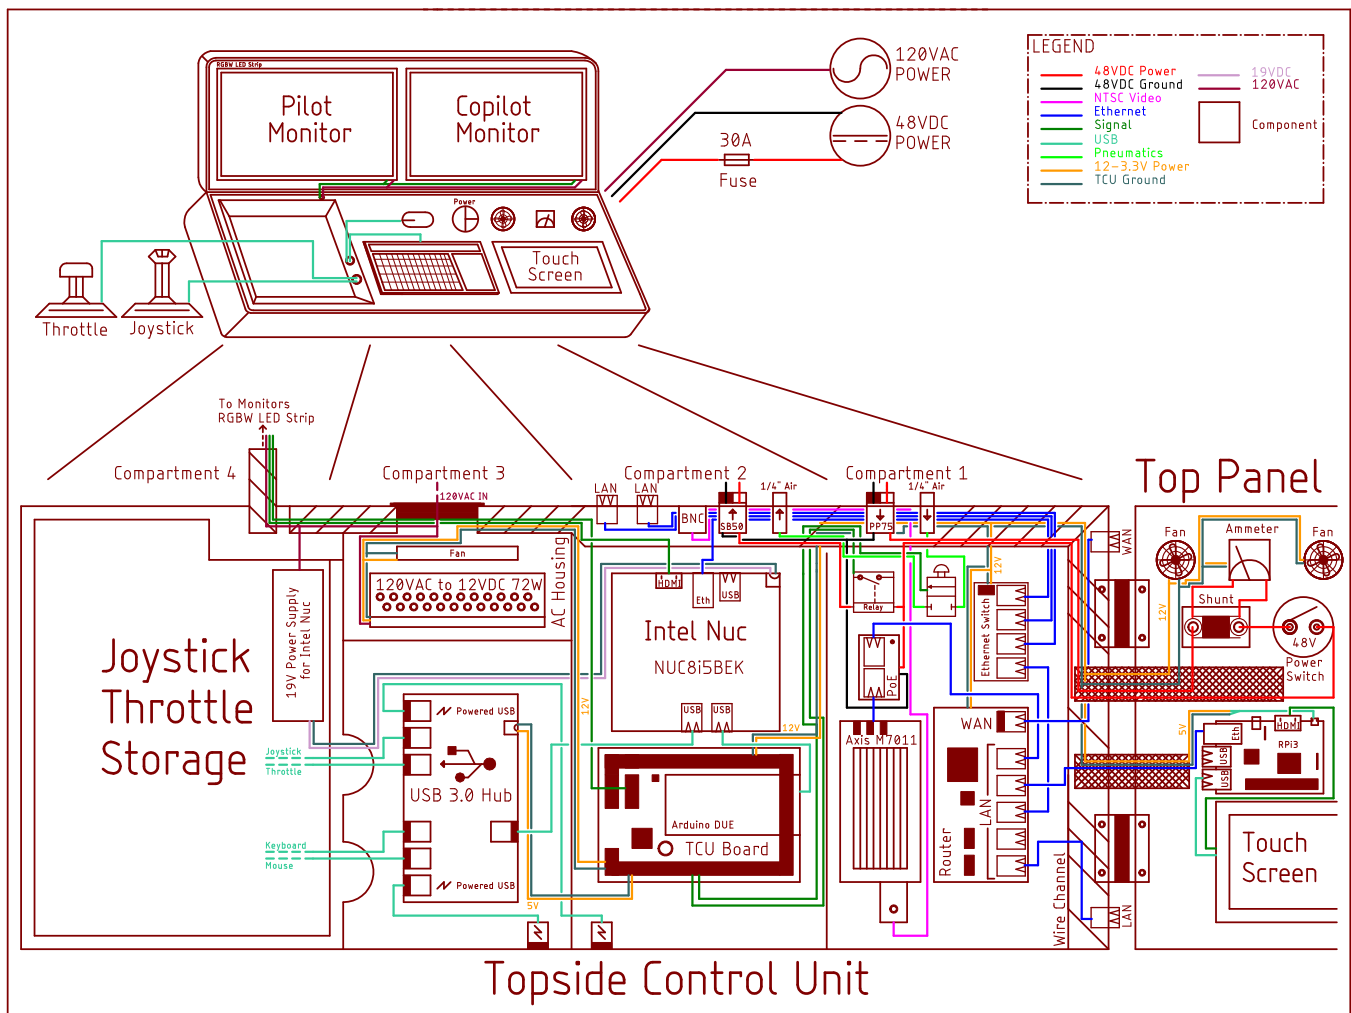 RGBW LED Strip
Pilot
Monitor
Copilot
Monitor
120VAC
POWER
48VDC
POWER
30A
Fuse
LEGEND
48VDC Power
48VDC Ground
NTSC Video
Ethernet
Signal
USB
Pneumatics
12-3.3V Power
TCU Ground
19VDC
120VAC
Component
Power
Touch
Screen
Throttle
Joystick
To Monitors
RGBW LED Strip
Compartment 4
Compartment 3
Compartment 2
Compartment 1
Top Panel
120VAC IN
LAN
LAN
BNC
SB50
1/4" Air
PP75
1/4" Air
Fan
120VAC to 12VDC 72W
AC Housing
19V Power Supply
for Intel Nuc
Joystick
Throttle
Storage
Joystick
Throttle
Keyboard
Mouse
Powered USB
USB 3.0 Hub
Powered USB
5V
12V
HDMI
Eth
USB
Intel Nuc
NUC8i5BEK
USB
USB
12V
Arduino DUE
TCU Board
Relay
PoE
Axis M7011
12V
Ethernet Switch
WAN
LAN
Router
Wire Channel
WAN
LAN
Fan
Ammeter
Fan
12V
Shunt
48V
Power
Switch
5V
Eth
HDMI
RPi3
USB
USB
Touch
Screen
Topside Control Unit